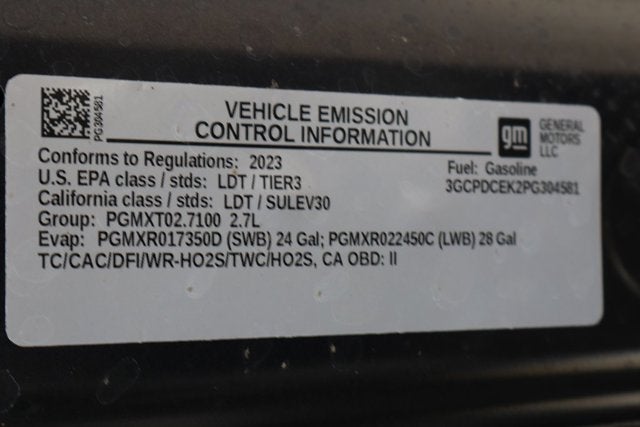 PG304581
VEHICLE EMISSION
CONTROL INFORMATION
gm
GENERAL
MOTORS
LLC
Conforms to Regulations: 2023
Fuel: Gasoline
U.S. EPA class / stds: LDT / TIER3
3GCPDCEK2PG304581
California class / stds: LDT / SULEV30
Group: PGMXT02.7100 2.7L
Evap: PGMXR017350D (SWB) 24 Gal; PGMXR022450C (LWB) 28 Gal
TC/CAC/DFI/WR-HO2S/TWC/HO2S, CA OBD: II